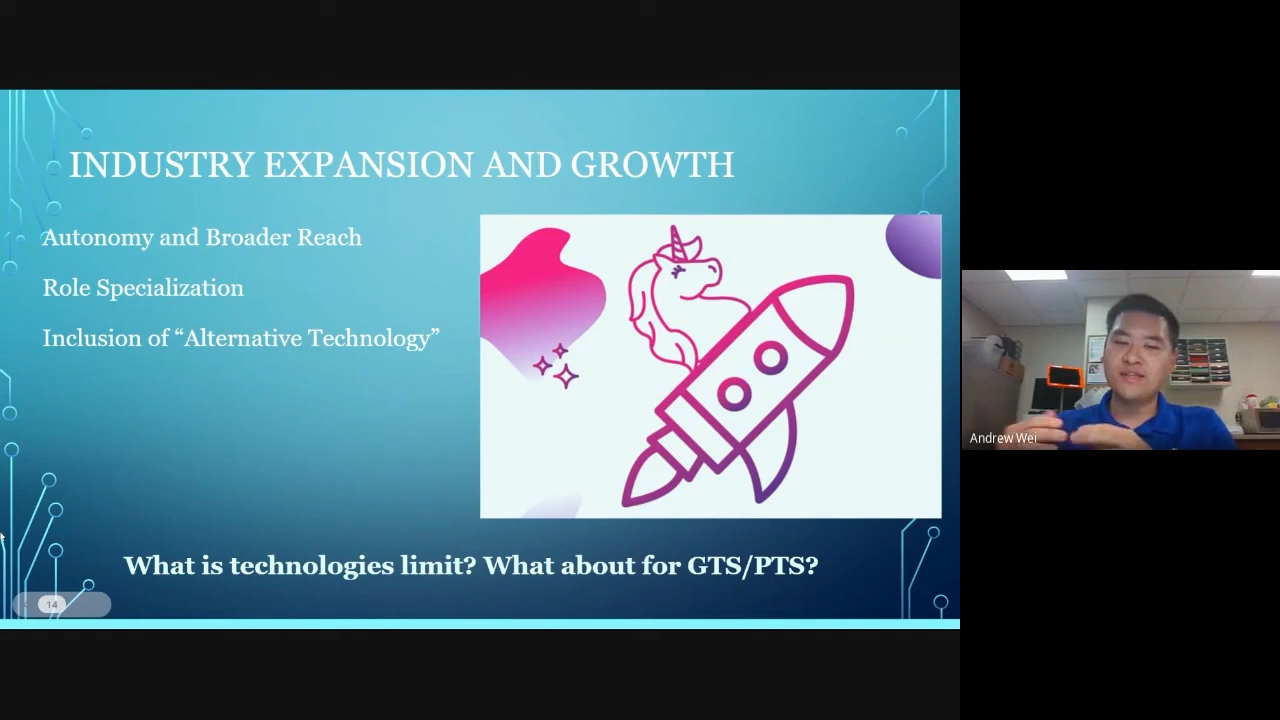 INDUSTRY EXPANSION AND GROWTH
Autonomy and Broader Reach
Role Specialization
Inclusion of “Alternative Technology”
What is technologies limit? What about for GTS/PTS?
14
Andrew Wei